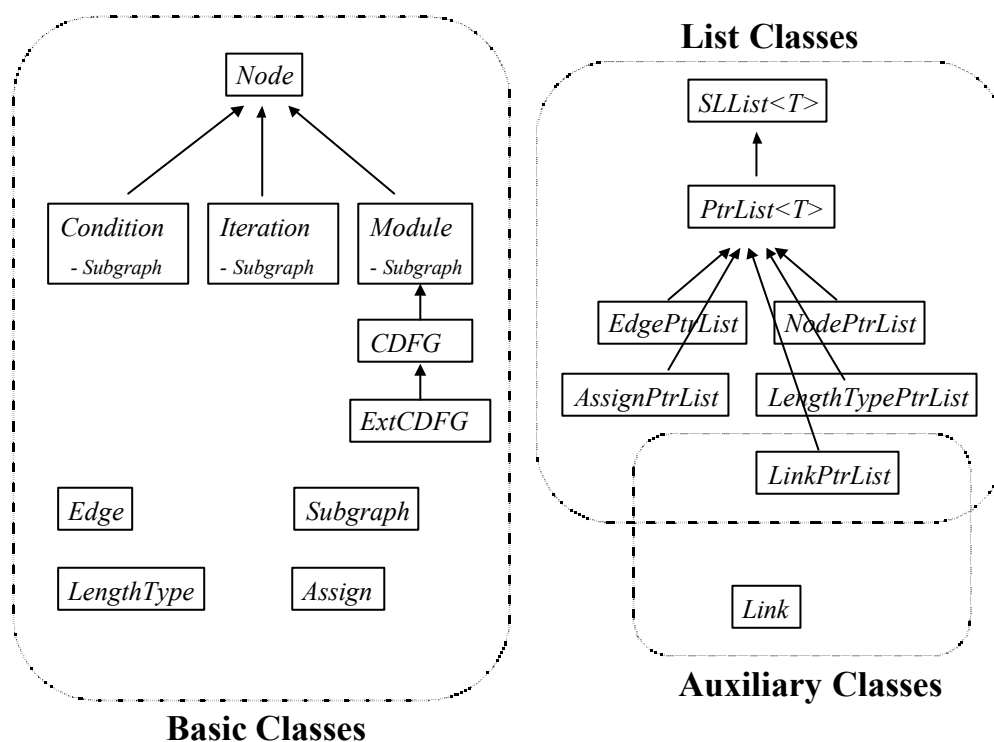 Node
Condition
- Subgraph
Iteration
- Subgraph
Module
- Subgraph
CDFG
ExtCDFG
Edge
Subgraph
LengthType
Assign
Basic Classes
List Classes
SLList<T>
PtrList<T>
EdgePtrList
NodePtrList
AssignPtrList
LengthTypePtrList
LinkPtrList
Link
Auxiliary Classes